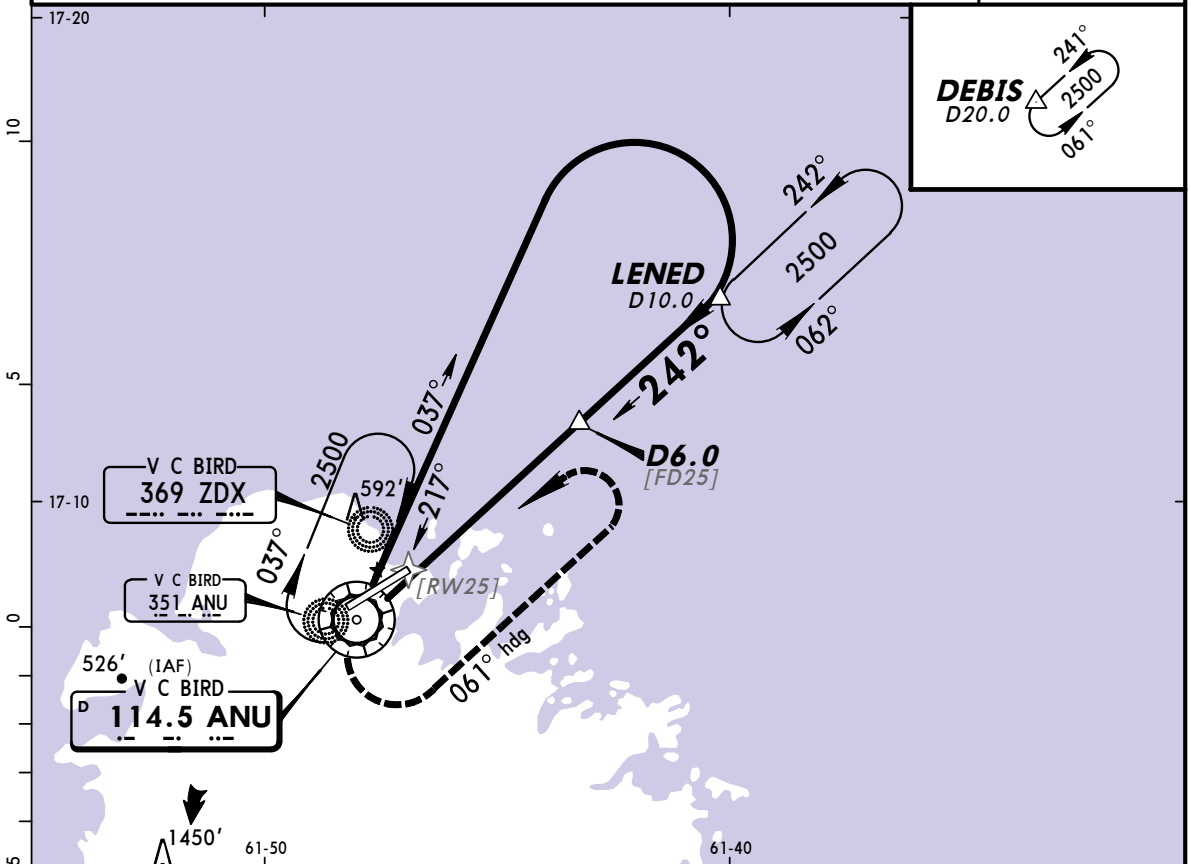 17-20
10
5
17-10
0
5
241°
DEBIS
D20.0
2500
061°
242°
2500
LENED
D10.0
062°
242°
037°
D6.0
[FD25]
2500
592'
217°
V C BIRD
369 ZDX
037°
[RW25]
V C BIRD
351 ANU
061° hdg
526'
(IAF)
V C BIRD
D 114.5 ANU
1450'
61-50
61-40